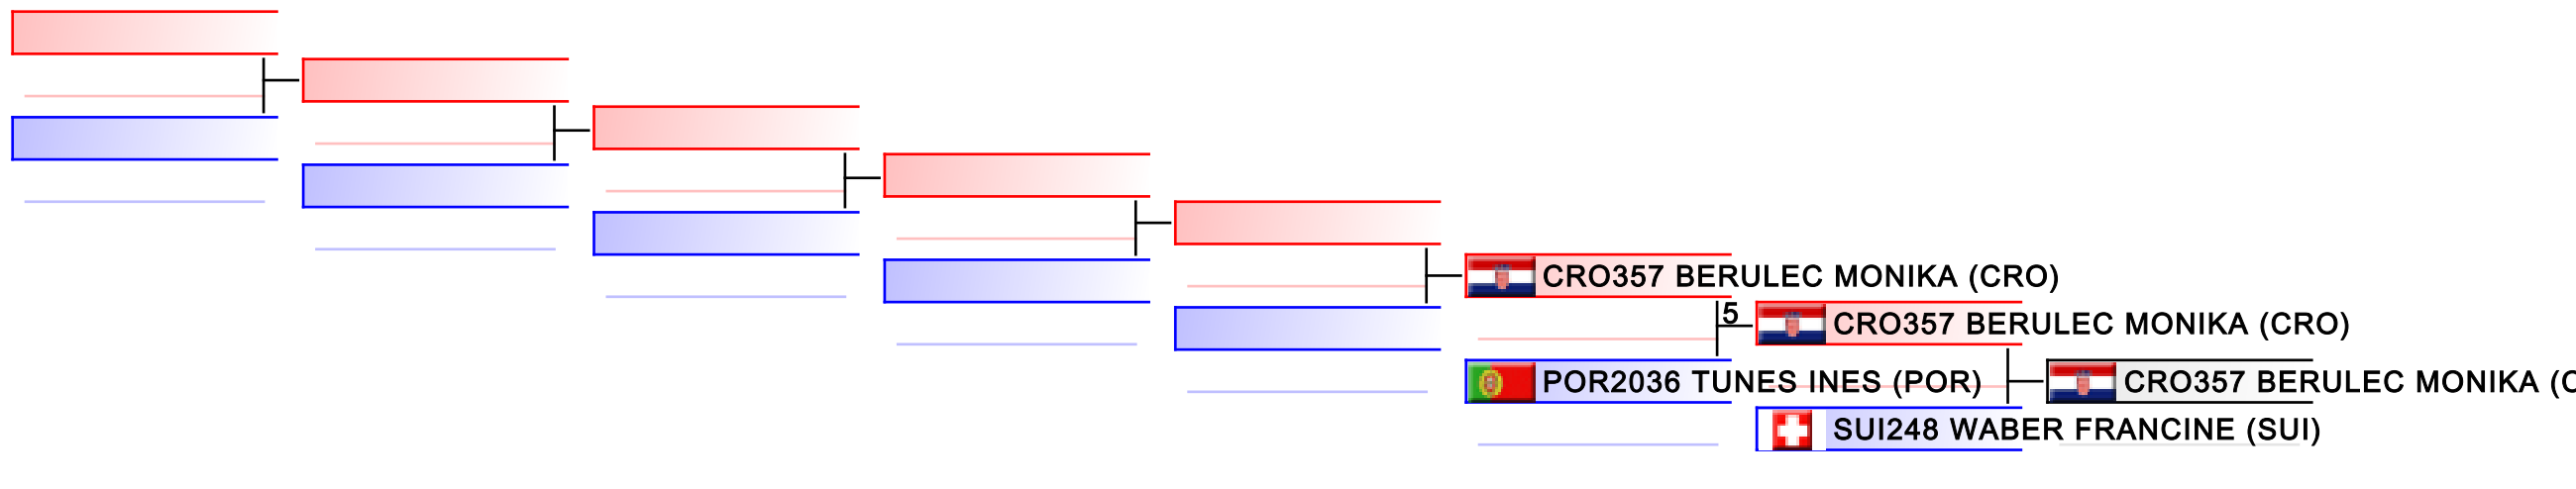 CRO357 BERULEC MONIKA (CRO)
5
CRO357 BERULEC MONIKA (CRO)
POR2036 TUNES INES (POR)
CRO357 BERULEC MONIKA (C
SUI248 WABER FRANCINE (SUI)